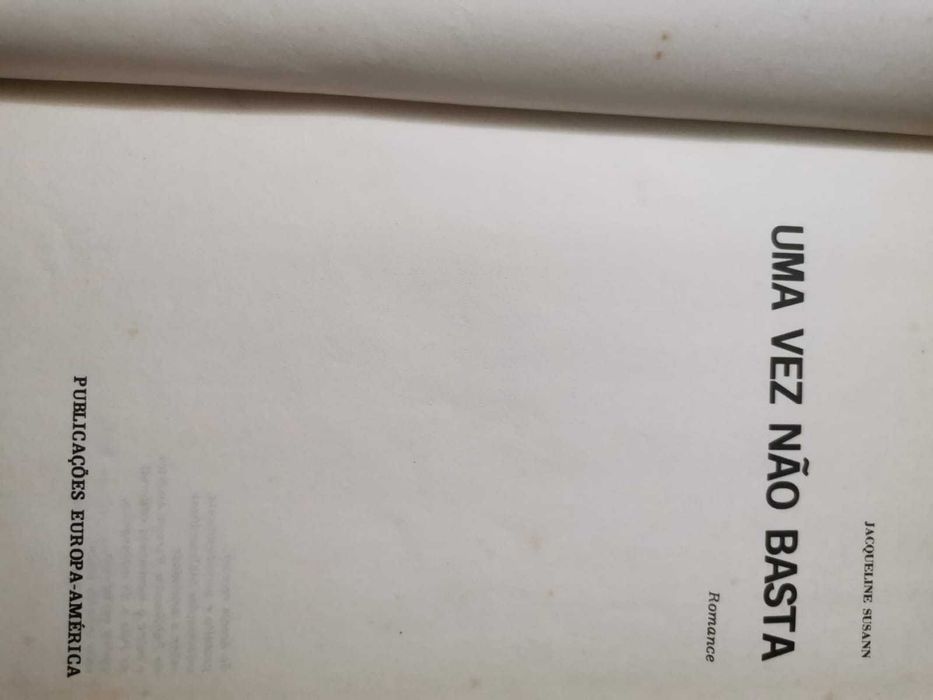 JACQUELINE SUSANN
UMA VEZ NÃO BASTA
Romance
PUBLICAÇÕES EUROPA-AMÉRICA